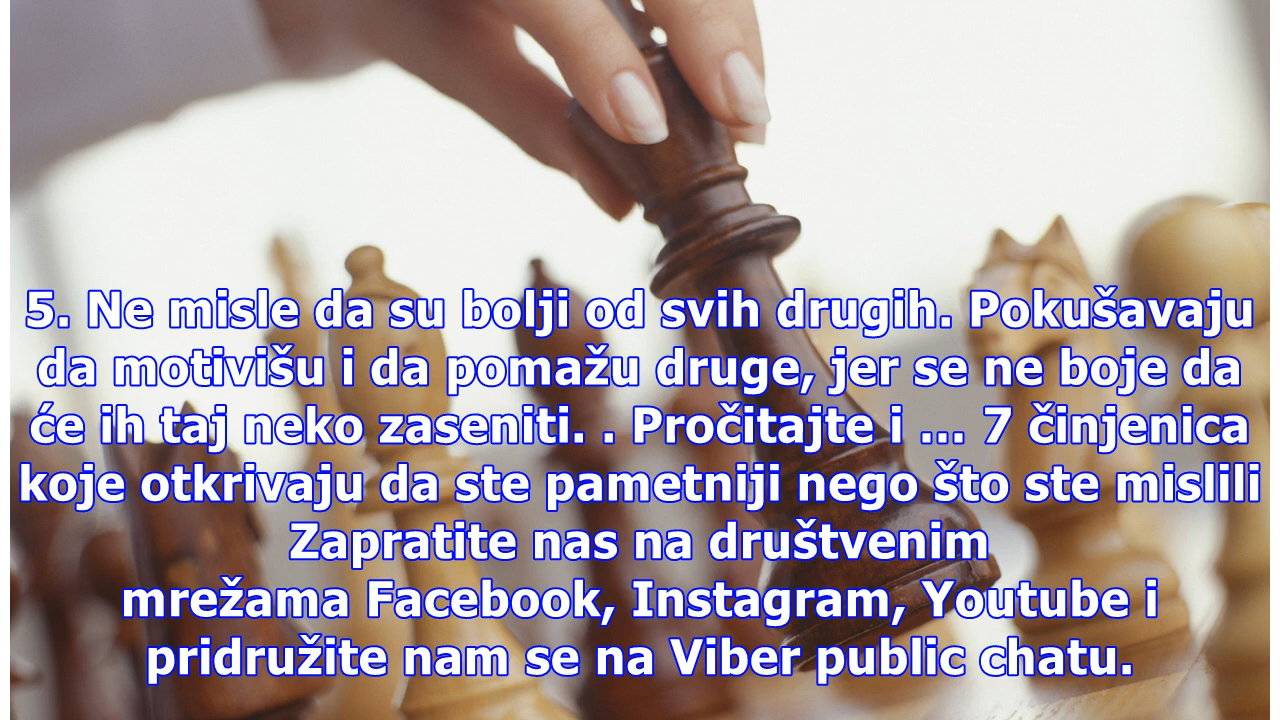 5. Ne misle da su bolji od svih drugih. Pokušavaju
da motivišu i da pomažu druge, jer se ne boje da
će ih taj neko zaseniti. . Pročitajte i ... 7 činjenica
koje otkrivaju da ste pametniji nego što ste mislili
Zapratite nas na društvenim
mrežama Facebook, Instagram, Youtube i
pridružite nam se na Viber public chatu.